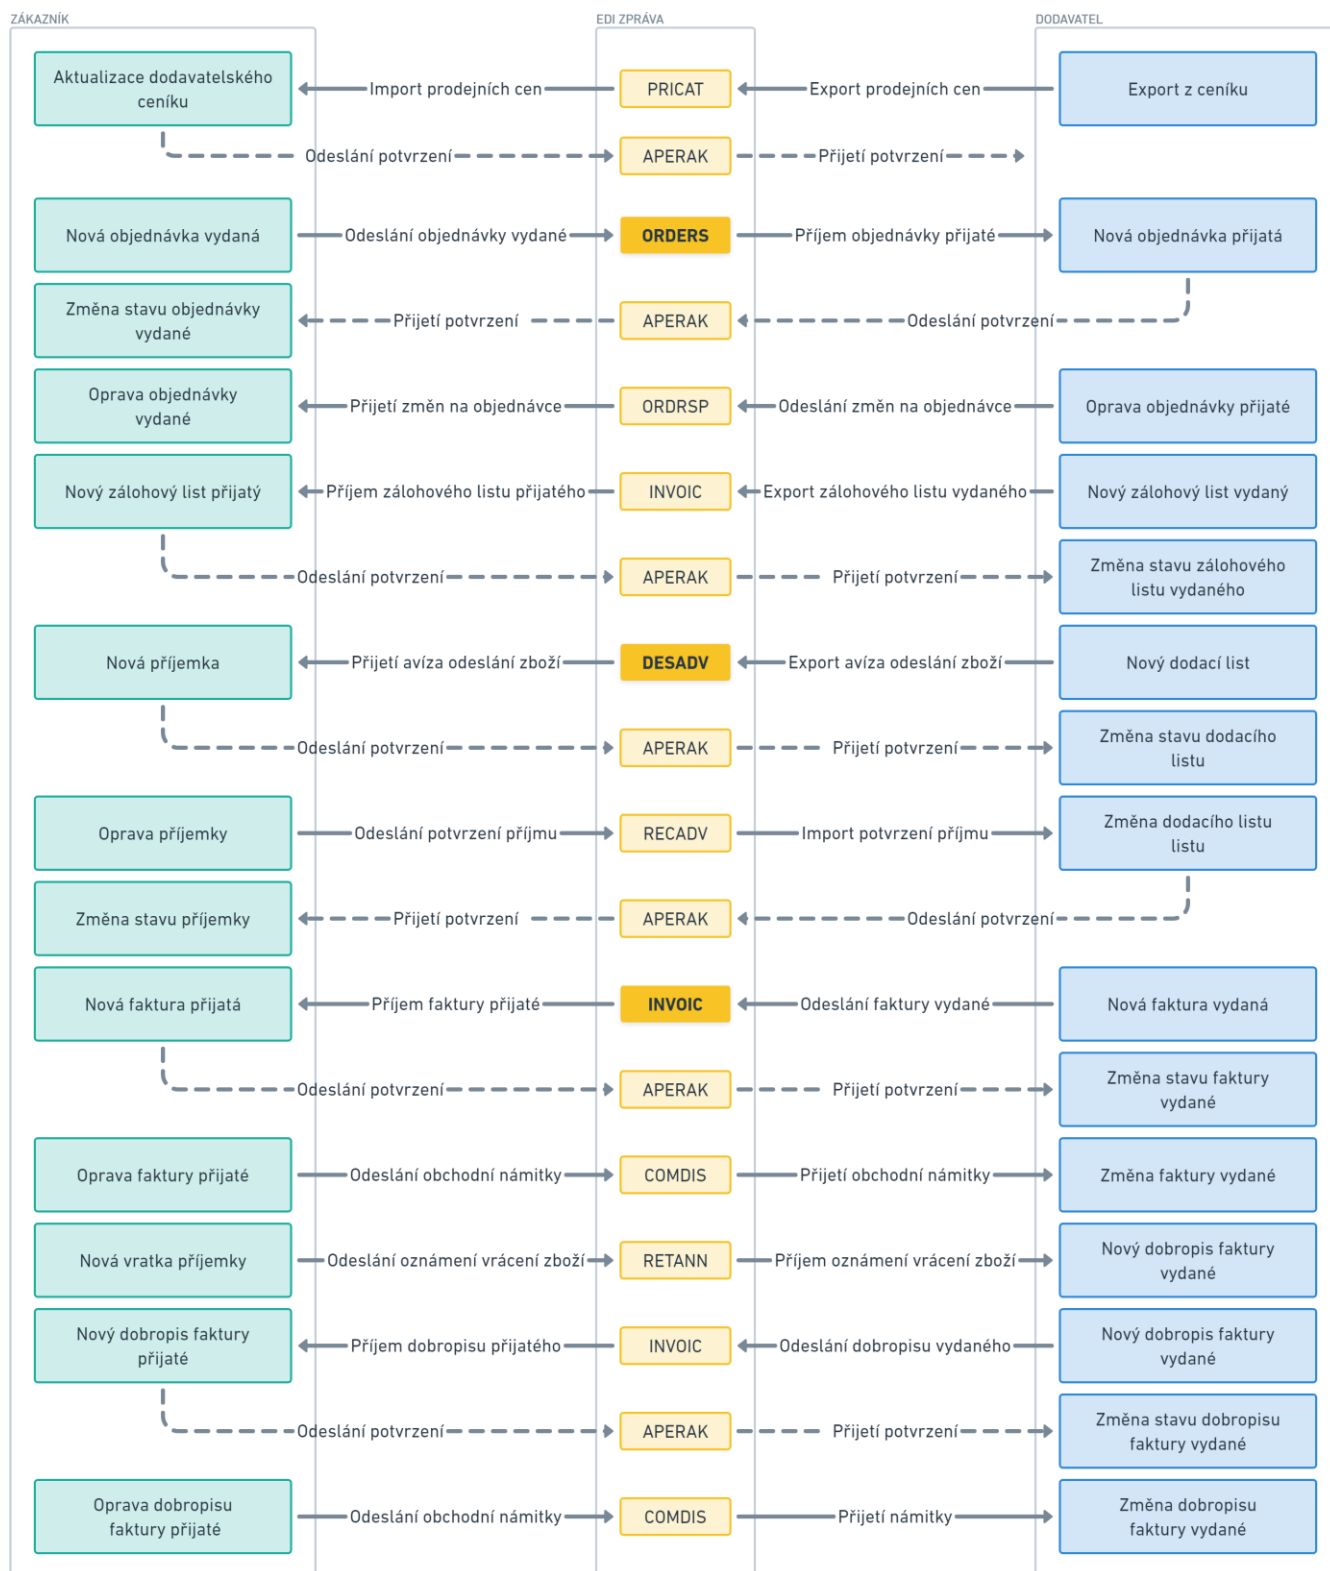 ZÁKAZNÍK
EDI ZPRÁVA
DODAVATEL
Aktualizace dodavatelského
ceníku
Import prodejních cen
PRICAT
Export prodejních cen
Export z ceníku
Odeslání potvrzení
APERAK
Přijetí potvrzení
Nová objednávka vydaná
Odeslání objednávky vydané
ORDERS
Příjem objednávky přijaté
Nová objednávka přijatá
Změna stavu objednávky
vydané
Přijetí potvrzení
APERAK
Odeslání potvrzení
Oprava objednávky
vydané
Přijetí změn na objednávce
ORDRSP
Odeslání změn na objednávce
Oprava objednávky přijaté
Nový zálohový list přijatý
Příjem zálohového listu přijatého
INVOIC
Export zálohového listu vydaného
Nový zálohový list vydaný
Odeslání potvrzení
APERAK
Přijetí potvrzení
Změna stavu zálohového
listu vydaného
Nová příjemka
Přijetí avíza odeslání zboží
DESADV
Export avíza odeslání zboží
Nový dodací list
Odeslání potvrzení
APERAK
Přijetí potvrzení
Změna stavu dodacího
listu
Oprava příjemky
Odeslání potvrzení příjmu
RECADV
Import potvrzení příjmu
Změna dodacího listu
listu
Změna stavu příjemky
Přijetí potvrzení
APERAK
Odeslání potvrzení
Nová faktura přijatá
Příjem faktury přijaté
INVOIC
Odeslání faktury vydané
Nová faktura vydaná
Odeslání potvrzení
APERAK
Přijetí potvrzení
Změna stavu faktury
vydané
Oprava faktury přijaté
Odeslání obchodní námitky
COMDIS
Přijetí obchodní námitky
Změna faktury vydané
Nová vratka příjemky
Odeslání oznámení vrácení zboží
RETANN
Příjem oznámení vrácení zboží
Nový dobropis faktury
vydané
Nový dobropis faktury
přijaté
Příjem dobropisu přijatého
INVOIC
Odeslání dobropisu vydaného
Nový dobropis faktury
vydané
Odeslání potvrzení
APERAK
Přijetí potvrzení
Změna stavu dobropisu
faktury vydané
Oprava dobropisu
faktury přijaté
Odeslání obchodní námitky
COMDIS
Přijetí námitky
Změna dobropisu
faktury vydané